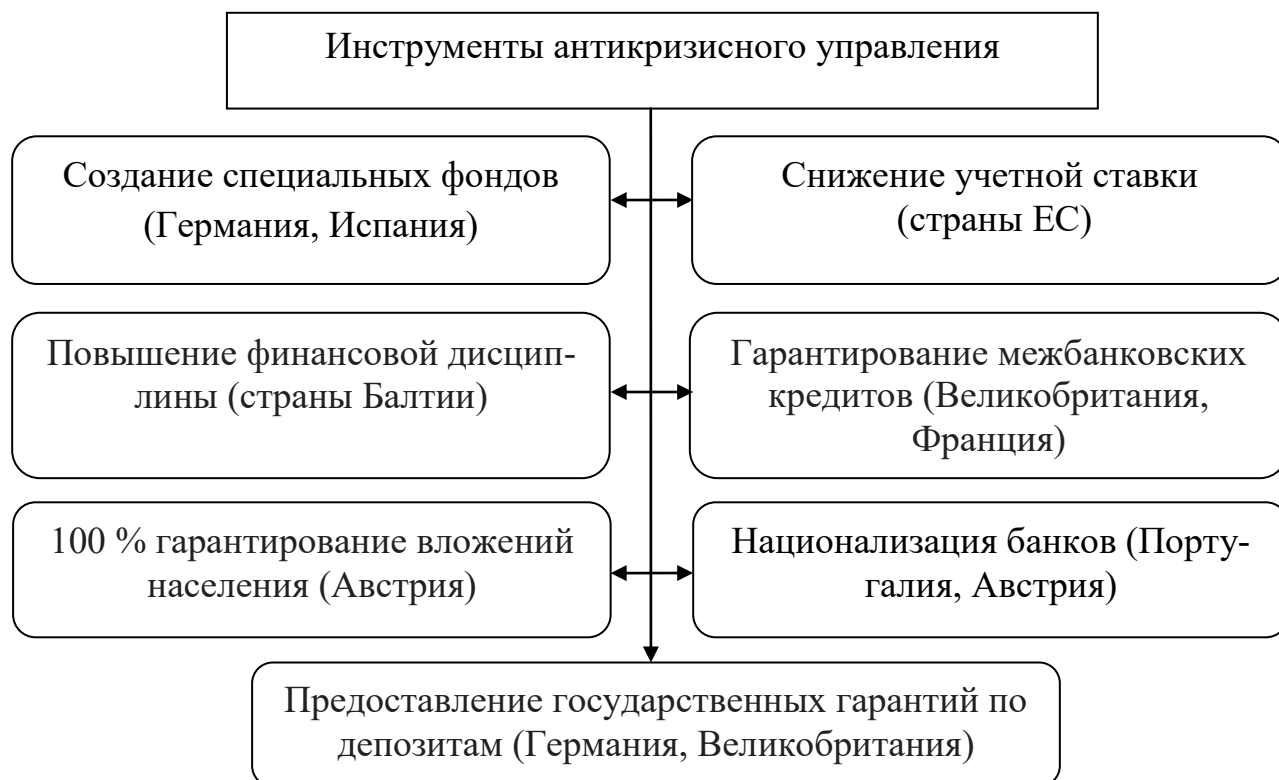 Инструменты антикризисного управления
Создание специальных фондов
(Германия, Испания)
Снижение учетной ставки
(страны ЕС)
Повышение финансовой дисцип-
лины (страны Балтии)
Гарантирование межбанковских
кредитов (Великобритания,
Франция)
100 % гарантирование вложений
населения (Австрия)
Национализация банков (Порту-
галия, Австрия)
Предоставление государственных гарантий по
депозитам (Германия, Великобритания)